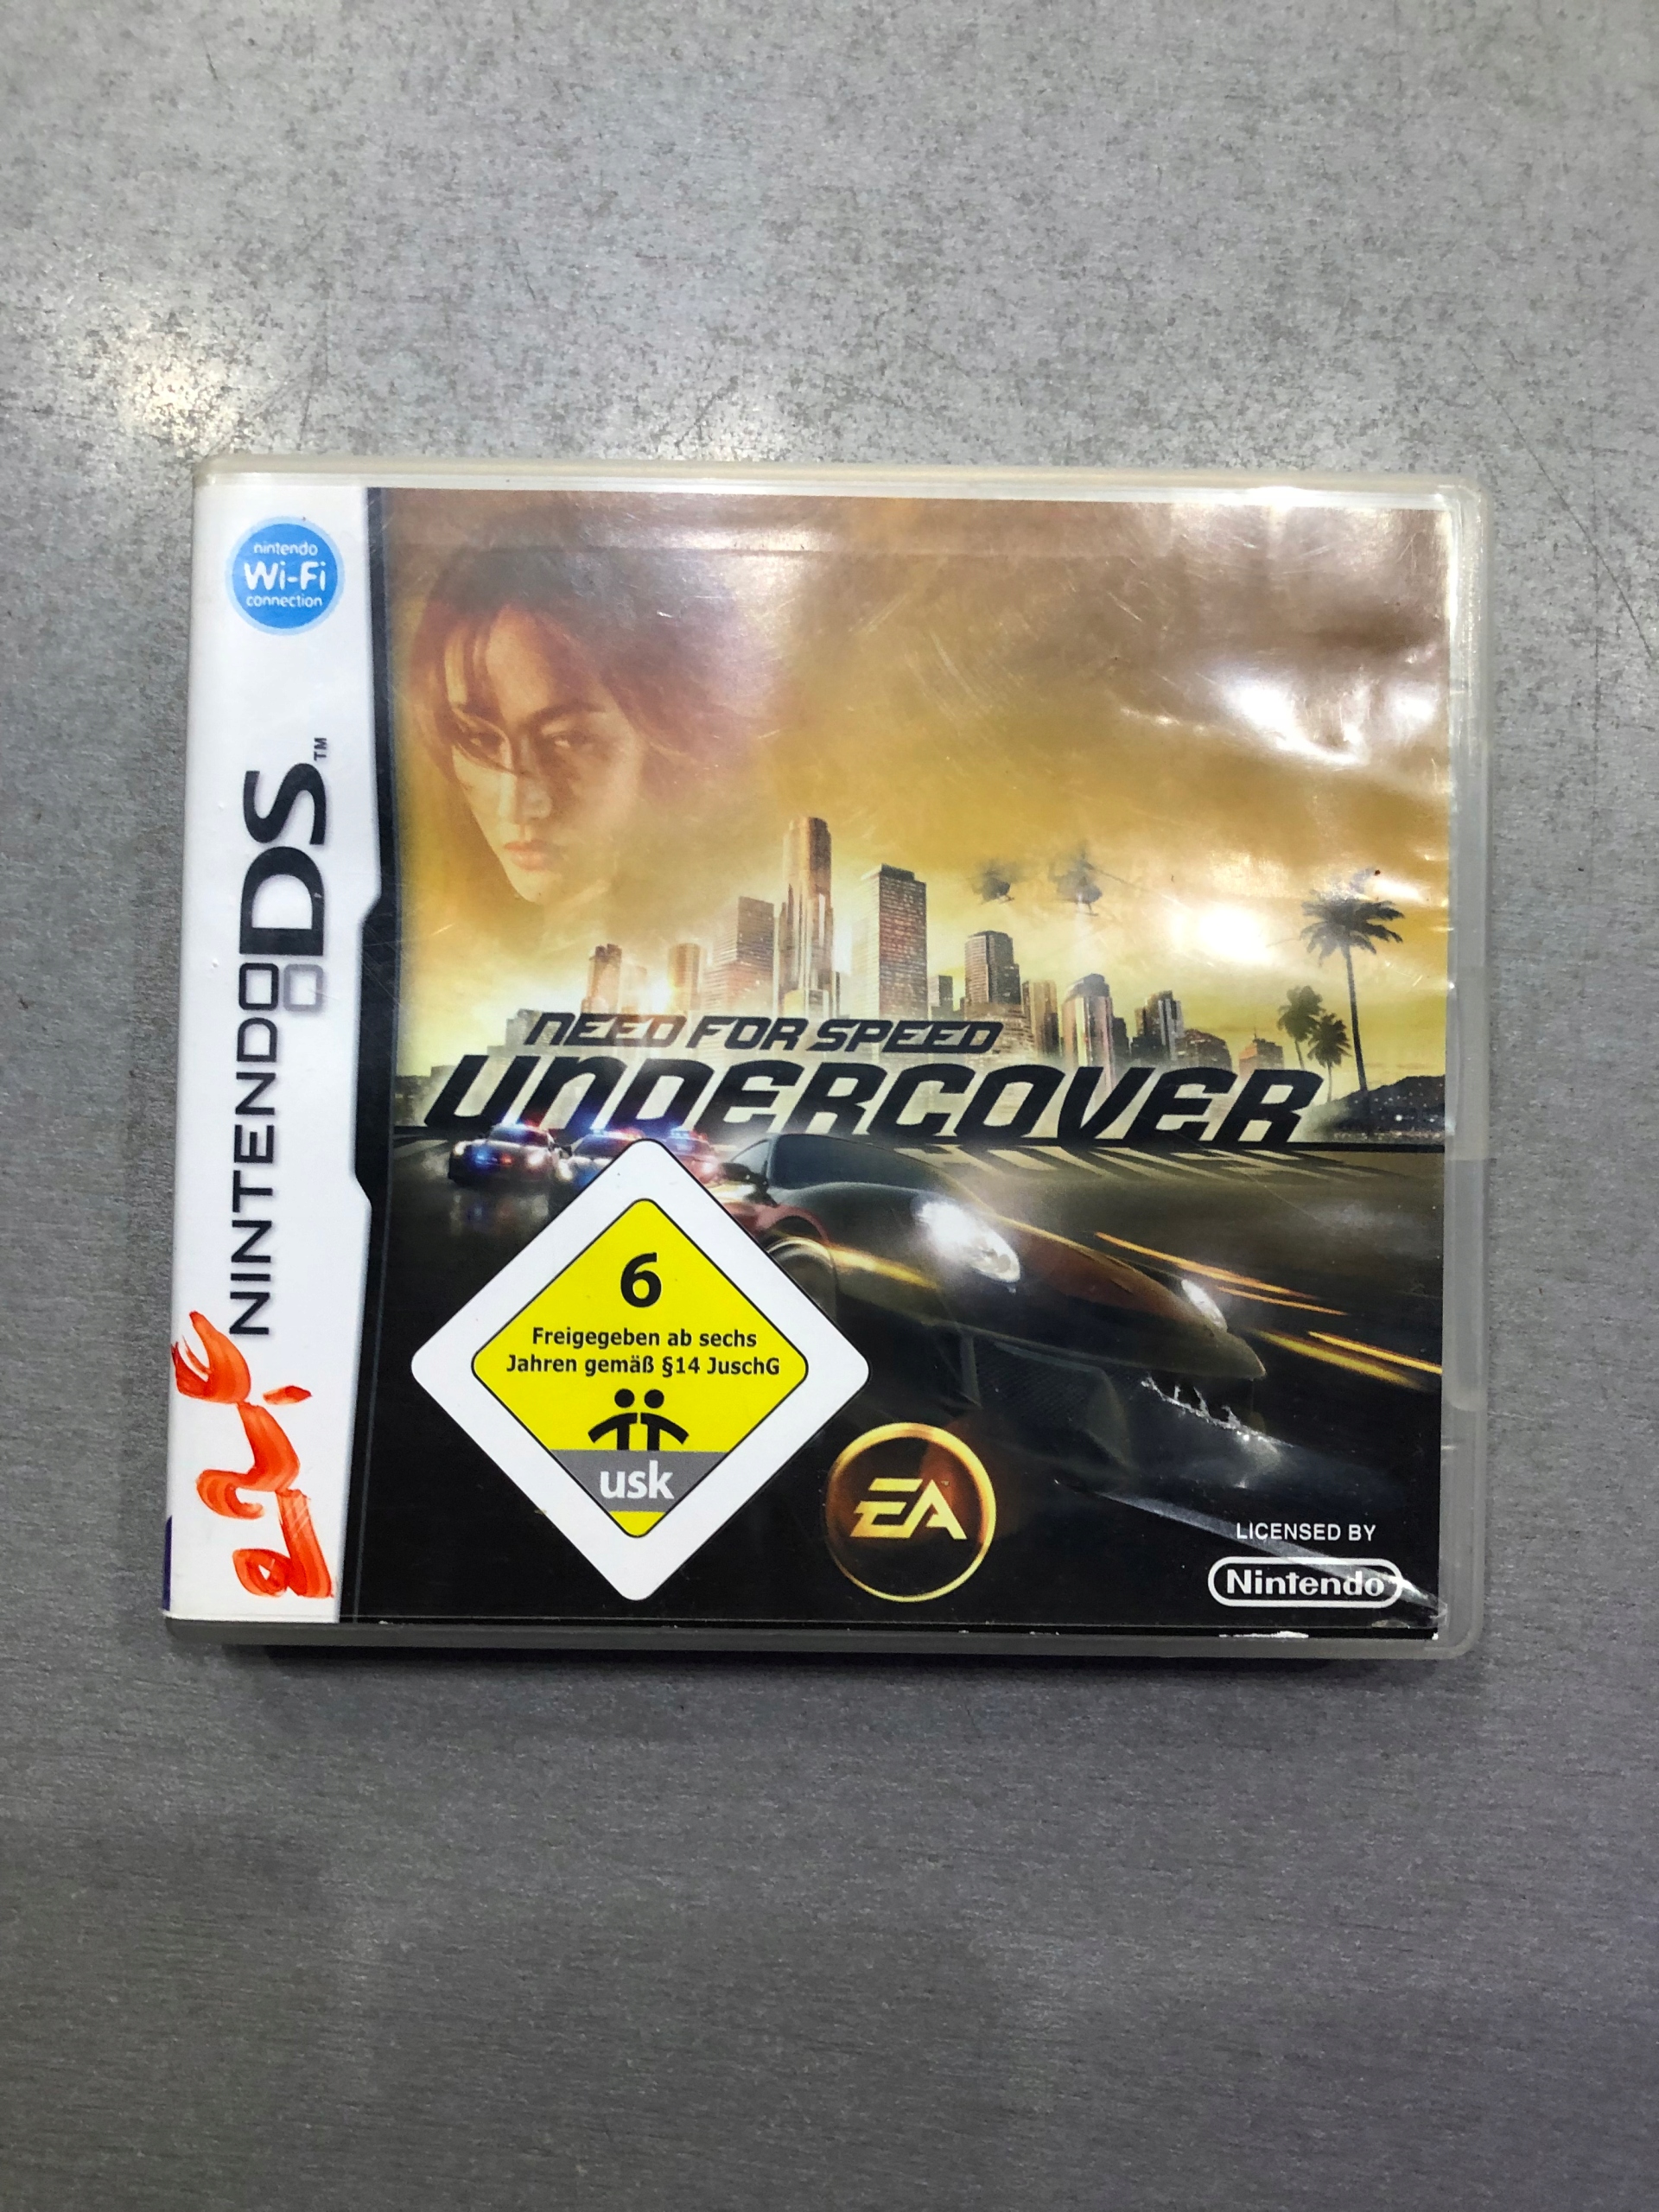 nintendo
Wi-Fi
connection
NINTENDO DS™
NEED FOR SPEED
UNDERCOVER
6
Freigegeben ab sechs
Jahren gemäß §14 JuschG
usk
EA
LICENSED BY
Nintendo